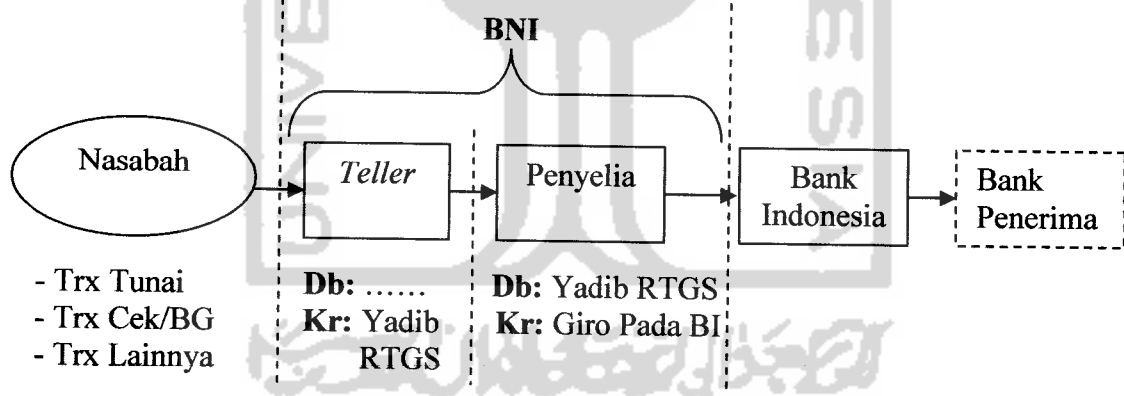 BNI
Nasabah
Teller
Penyelia
Bank
Indonesia
Bank
Penerima
- Trx Tunai
- Trx Cek/BG
- Trx Lainnya
Db: ......
Kr: Yadib
RTGS
Db: Yadib RTGS
Kr: Giro Pada BI